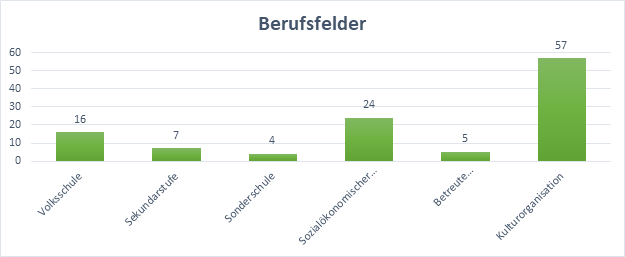 Berufsfelder
60
50
40
30
20
10
0
16
7
4
24
5
57
Volksschule
Sekundarstufe
Sonderschule
Sozialökonomischer...
Betreute...
Kulturorganisation